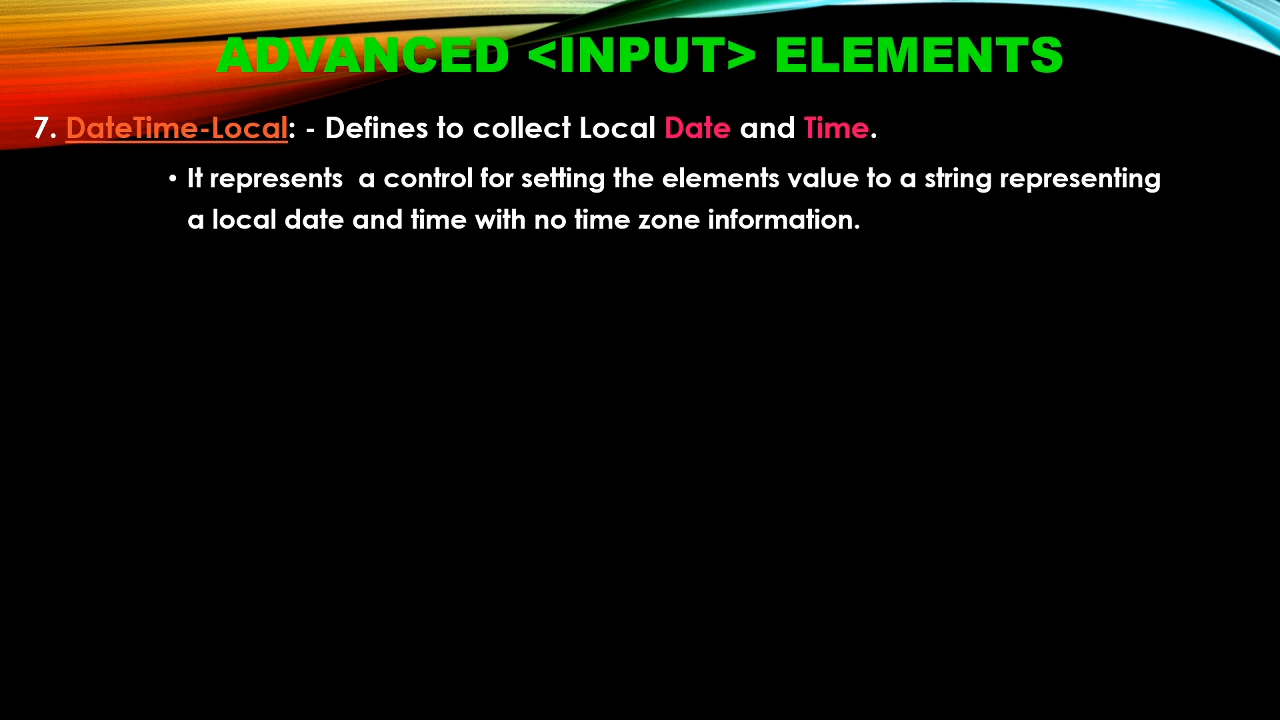 ADVANCED <INPUT> ELEMENTS
7. DateTime-Local: - Defines to collect Local Date and Time.
• It represents  a control for setting the elements value to a string representing
a local date and time with no time zone information.